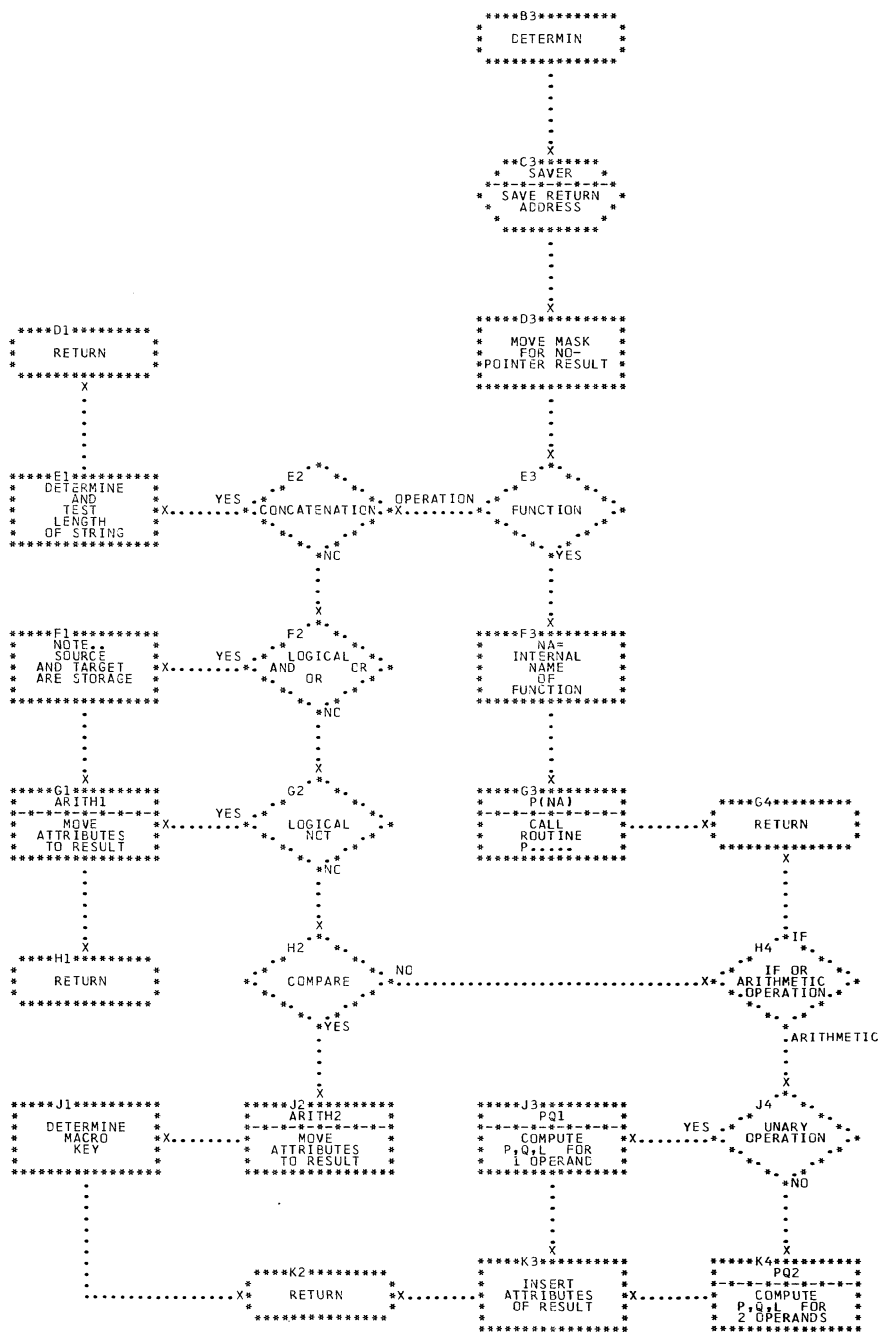 B3
DETERMIN
C3
SAVER
SAVE RETURN
ADDRESS
D1
RETURN
D3
MOVE MASK
FOR NO-
POINTER RESULT
E1
DETERMINE
AND
TEST
LENGTH
OF STRING
YES
E2
CONCATENATION
NO
OPERATION
E3
FUNCTION
YES
F1
NOTE..
SOURCE
AND TARGET
ARE STORAGE
YES
F2
LOGICAL
AND OR
OR
NO
F3
NA=
INTERNAL
NAME
OF
FUNCTION
G1
ARITH1
MOVE
ATTRIBUTES
TO RESULT
YES
G2
LOGICAL
NOT
NO
G3
P(NA)
CALL
ROUTINE
P.....
G4
RETURN
H1
RETURN
H2
COMPARE
NO
YES
IF
H4
IF OR
ARITHMETIC
OPERATION
ARITHMETIC
J1
DETERMINE
MACRO
KEY
J2
ARITH2
MOVE
ATTRIBUTES
TO RESULT
J3
PQ1
COMPUTE
P,Q,L FOR
1 OPERAND
YES
J4
UNARY
OPERATION
NO
K2
RETURN
K3
INSERT
ATTRIBUTES
OF RESULT
K4
PQ2
COMPUTE
P,Q,L FOR
2 OPERANDS